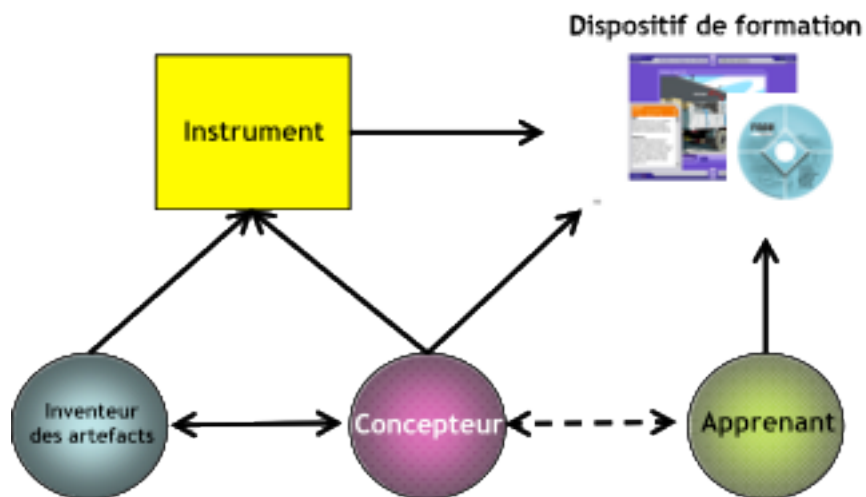 Dispositif de formation
Instrument
Inventeur
des artefacts
Concepteur
Apprenant